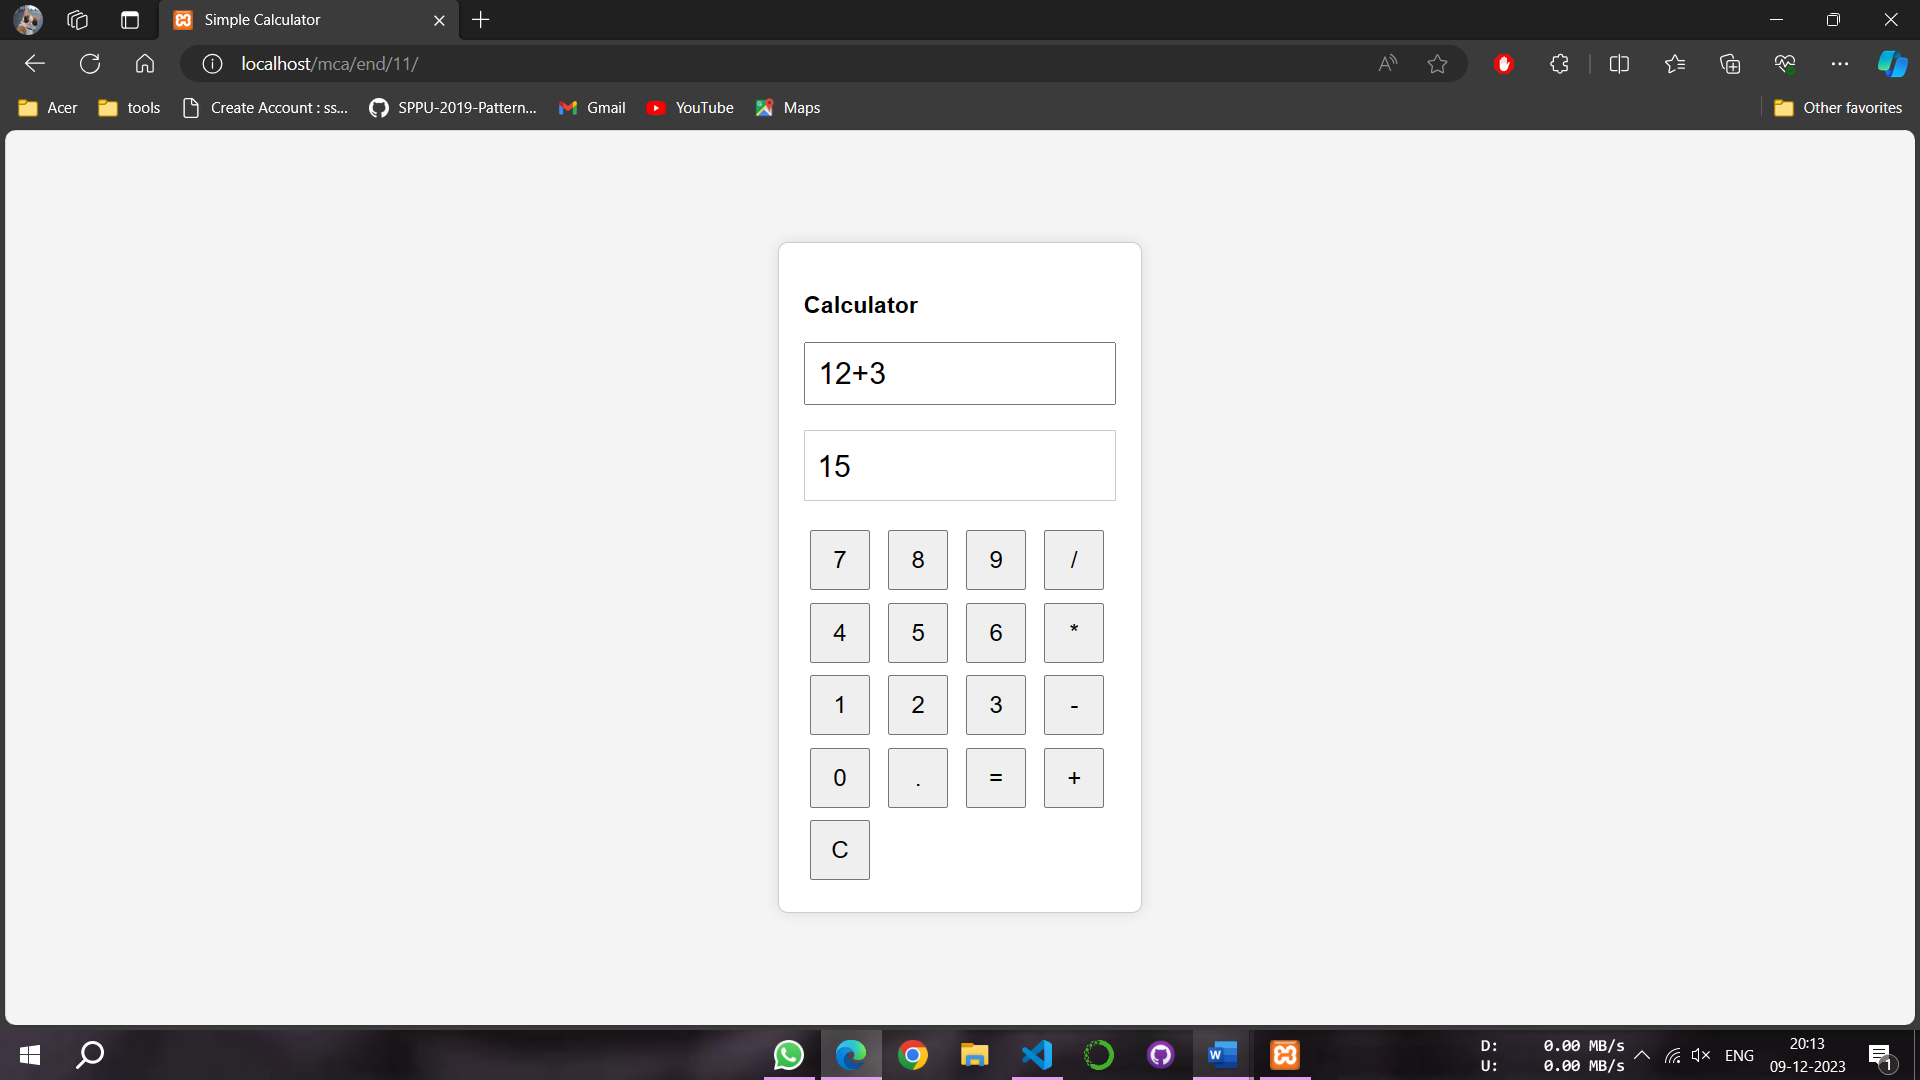 Simple Calculator
localhost/mca/end/11/
Acer tools Create Account : ss... SPPU-2019-Pattern... Gmail YouTube Maps Other favorites
Calculator
12+3
15
7 8 9 /
4 5 6 *
1 2 3 -
0 . = +
C
D: 0.00 MB/s
U: 0.00 MB/s
ENG
20:13
09-12-2023
1